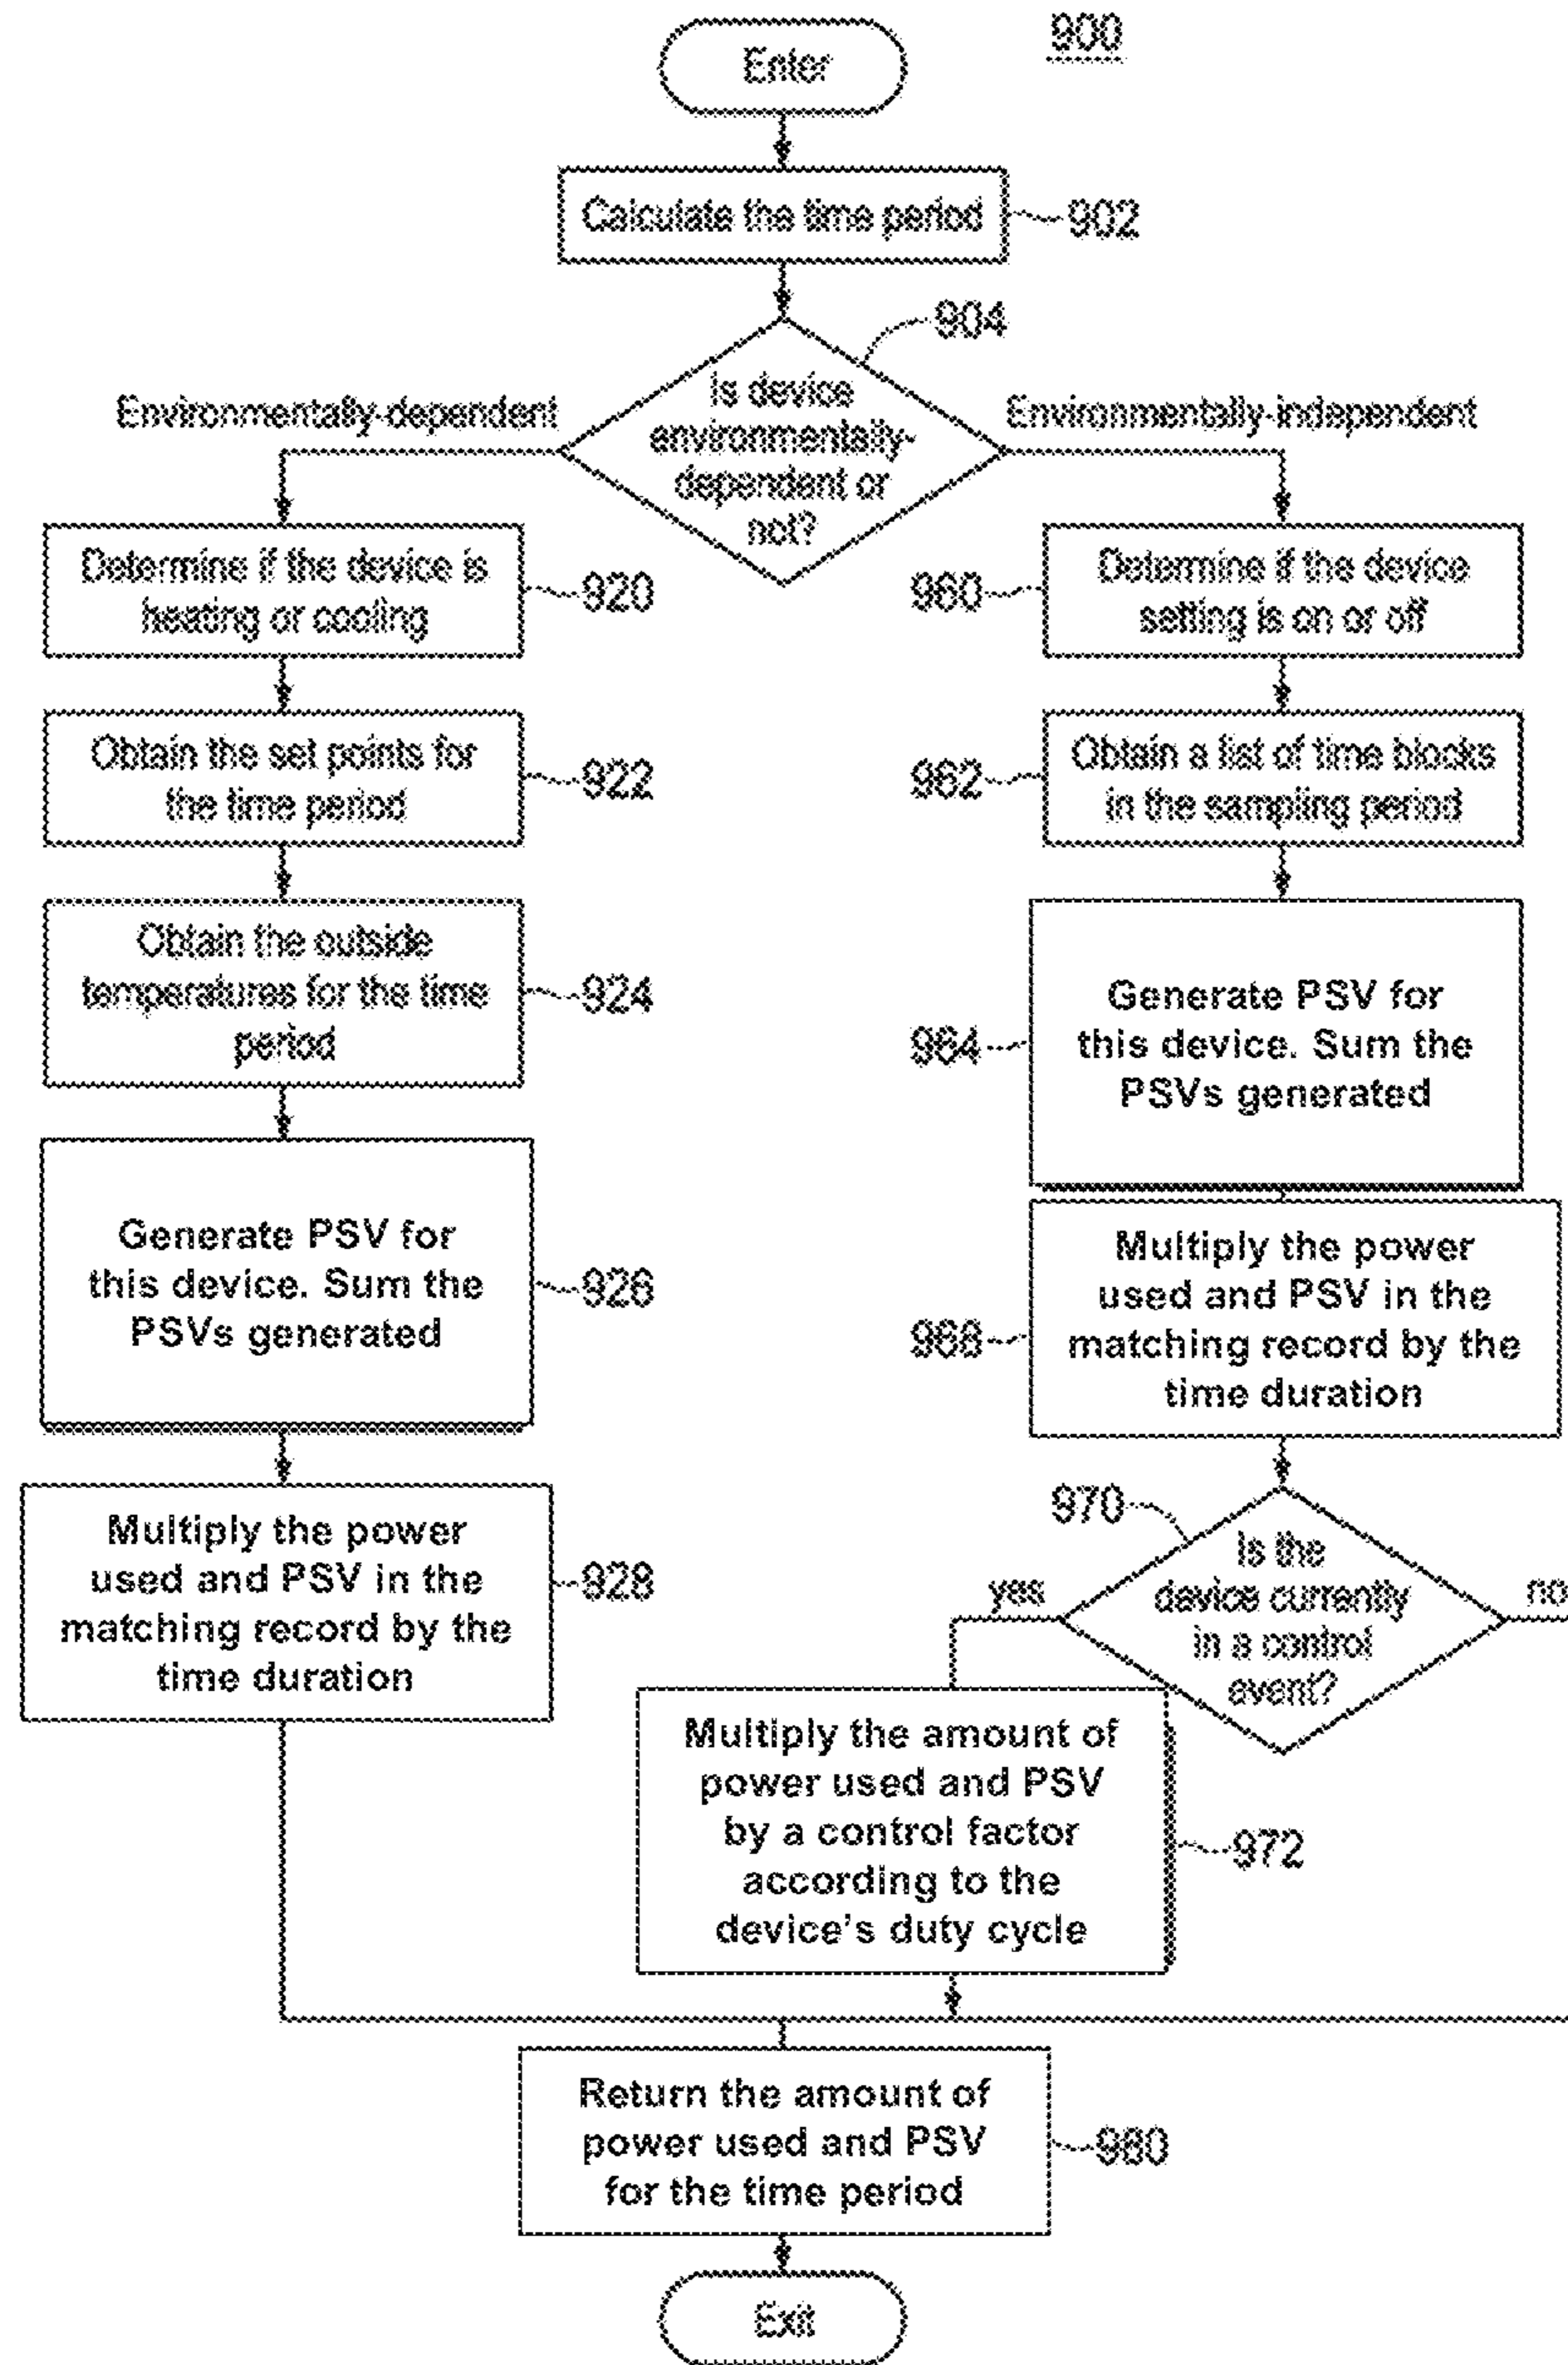 900
Enter
Calculate the time period
902
904
Is device
environmentally-
dependent or
not?
Environmentally-dependent
Environmentally-independent
Determine if the device is
heating or cooling
920
Obtain the set points for
the time period
922
Obtain the outside
temperatures for the time
period
924
Generate PSV for
this device. Sum the
PSVs generated
926
Multiply the power
used and PSV in the
matching record by the
time duration
928
960
Determine if the device
setting is on or off
962
Obtain a list of time blocks
in the sampling period
964
Generate PSV for
this device. Sum the
PSVs generated
968
Multiply the power
used and PSV in the
matching record by the
time duration
970
Is the
device currently
in a control
event?
yes
no
Multiply the amount of
power used and PSV
by a control factor
according to the
device's duty cycle
972
Return the amount of
power used and PSV
for the time period
980
Exit